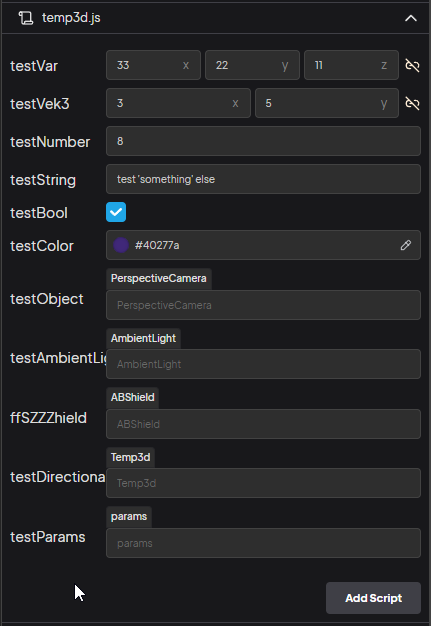 temp3d.js
testVar 33 x 22 y 11 z
testVek3 3 x 5 y
testNumber 8
testString test 'something' else
testBool
testColor #40277a
PerspectiveCamera
testObject PerspectiveCamera
AmbientLight
testAmbientLig AmbientLight
ABShield
ffSZZZhield ABShield
Temp3d
testDirectiona Temp3d
params
testParams params
Add Script